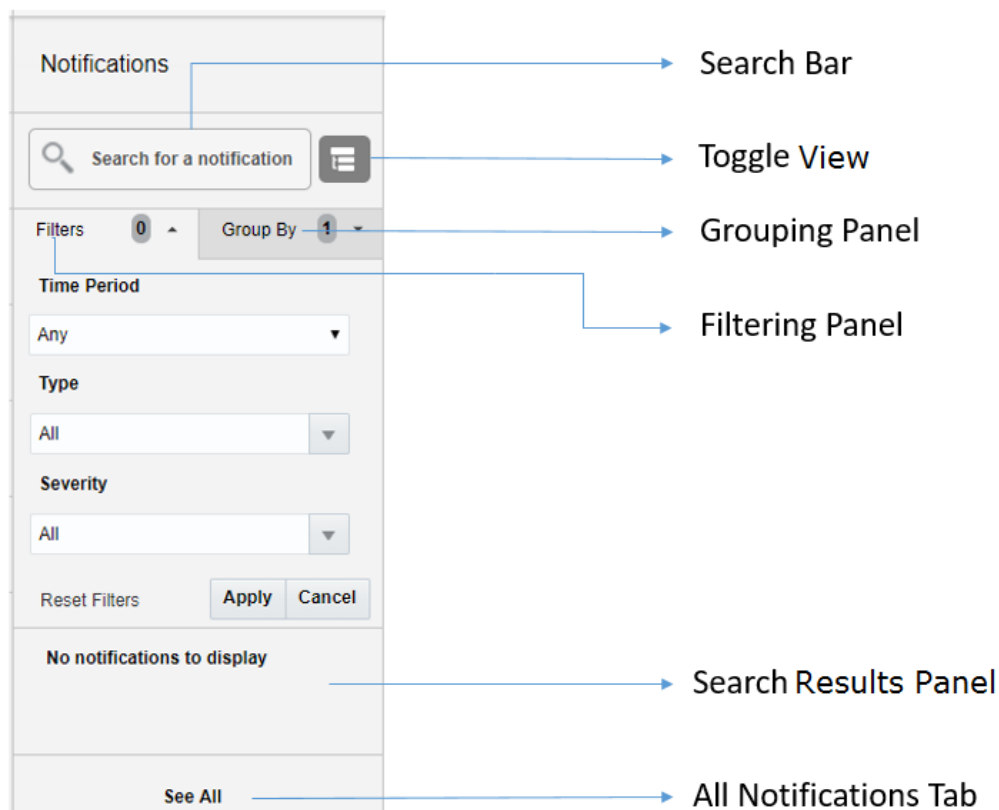 Notifications
Search Bar
Search for a notification
Toggle View
Filters 0 Group By 1
Grouping Panel
Time Period
Filtering Panel
Any
Type
All
Severity
All
Reset Filters Apply Cancel
No notifications to display
Search Results Panel
See All
All Notifications Tab